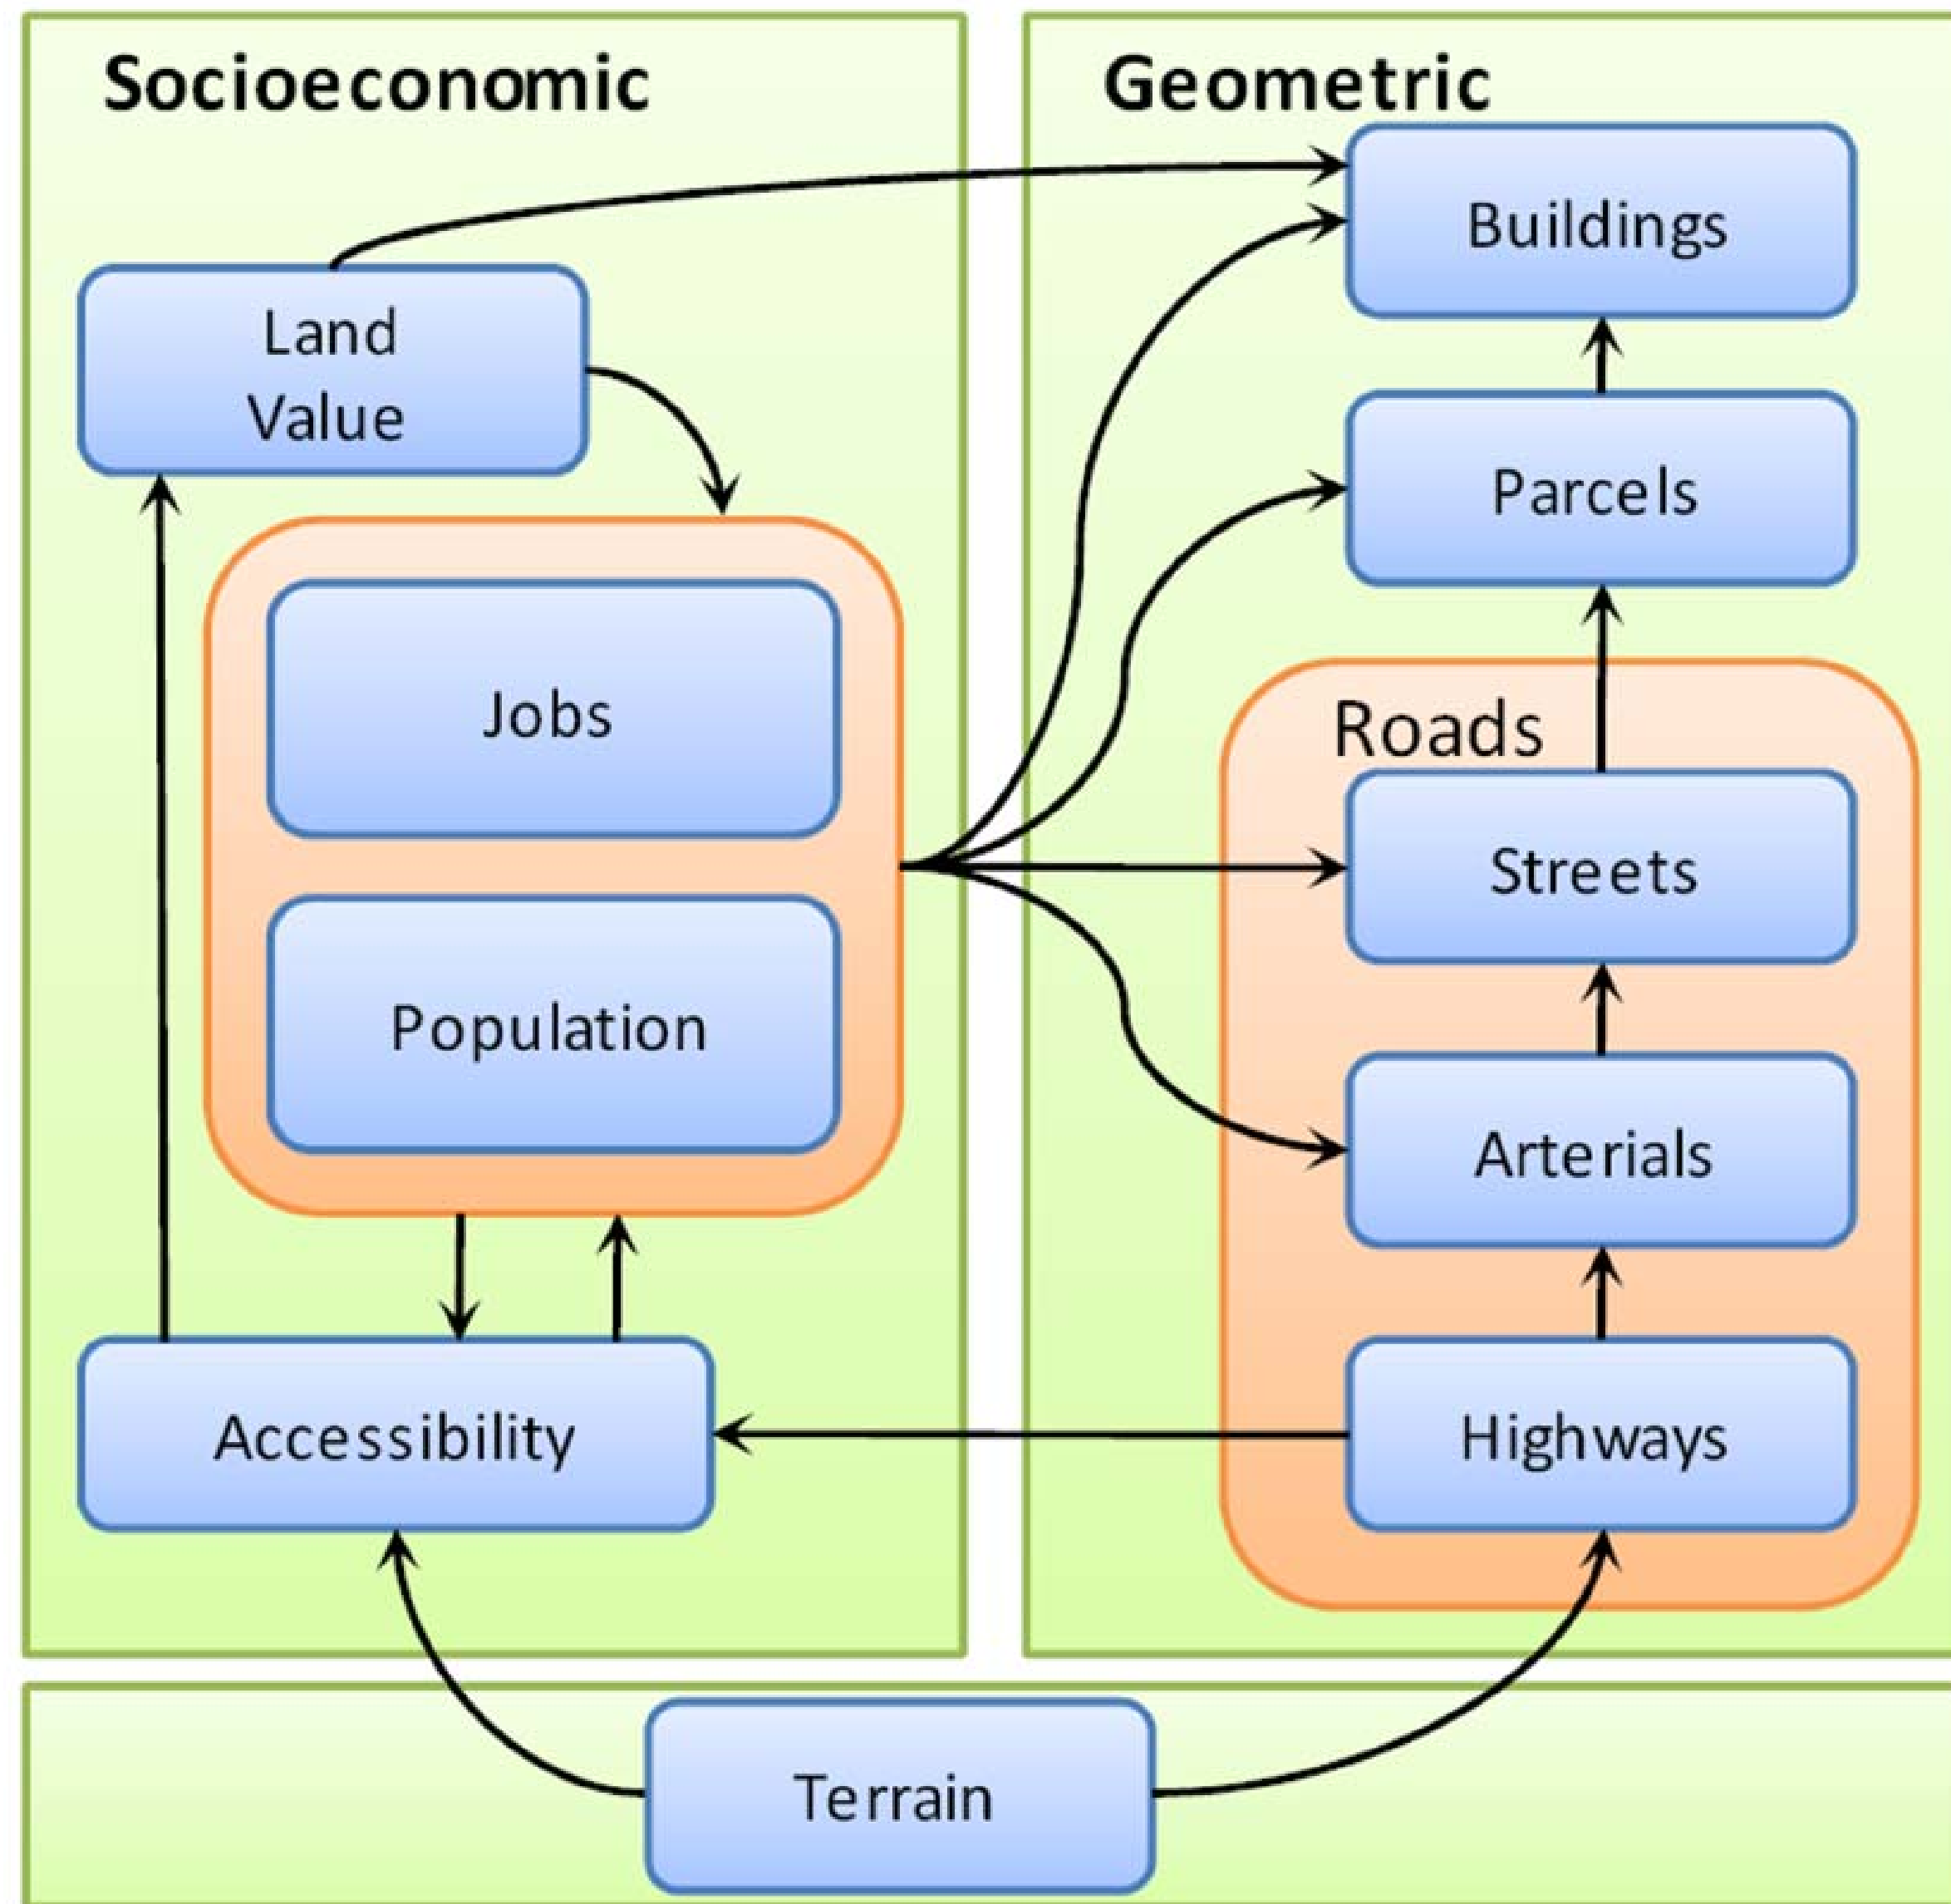 Socioeconomic
Land
Value
Jobs
Population
Accessibility
Geometric
Buildings
Parcels
Roads
Streets
Arterials
Highways
Terrain